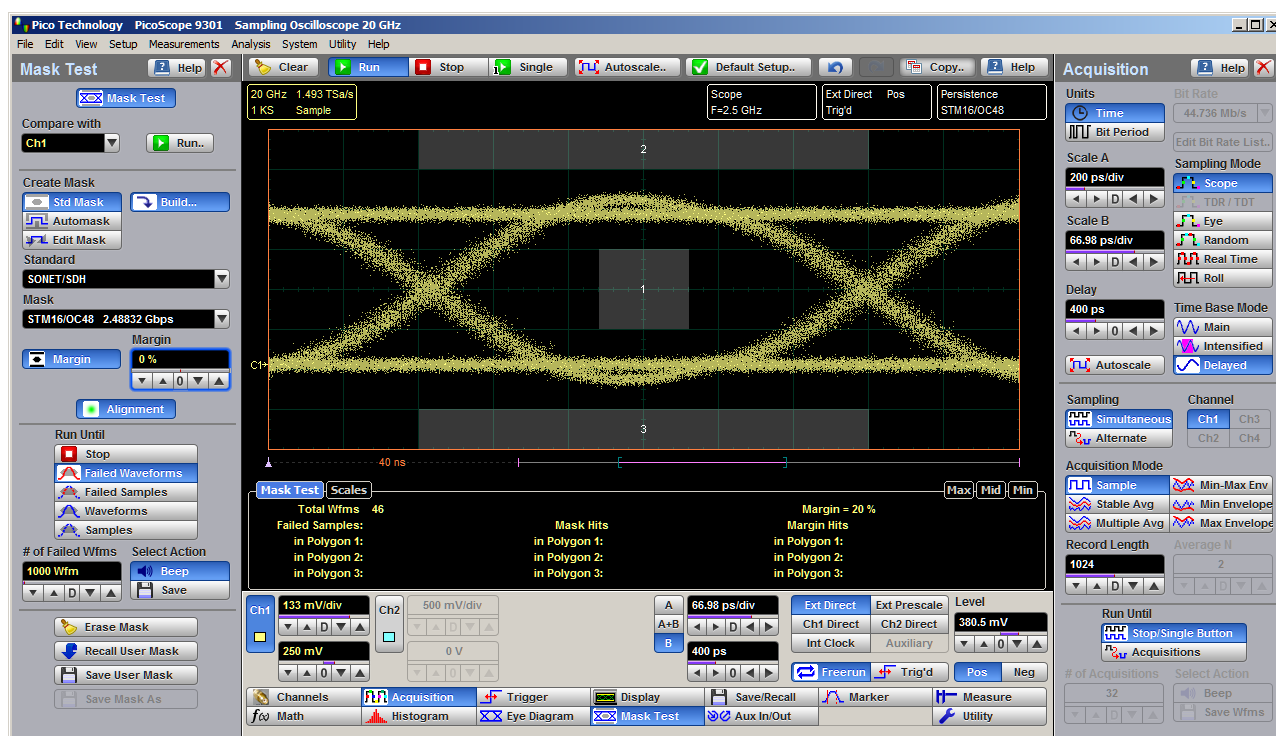 Pico Technology PicoScope 9301 Sampling Oscilloscope 20 GHz
File Edit View Setup Measurements Analysis System Utility Help
Mask Test Help
Mask Test
Compare with
Ch1 Run..
Create Mask
Std Mask Build...
Automask
Edit Mask
Standard
SONET/SDH
Mask
STM16/OC48 2.48832 Gbps
Margin
Margin 0 %
0
Alignment
Run Until
Stop
Failed Waveforms
Failed Samples
Waveforms
Samples
# of Failed Wfms Select Action
1000 Wfm Beep
D Save
Erase Mask
Recall User Mask
Save User Mask
Save Mask As
Clear Run Stop 1 Single Autoscale.. Default Setup.. Copy.. Help
20 GHz 1.493 TSa/s
1 KS Sample
Scope
F=2.5 GHz
Ext Direct Pos
Trig'd
Persistence
STM16/OC48
2
1
C1+
3
40 ns
Mask Test Scales Max Mid Min
Total Wfms 46 Margin = 20 %
Failed Samples: Mask Hits Margin Hits
in Polygon 1: in Polygon 1: in Polygon 1:
in Polygon 2: in Polygon 2: in Polygon 2:
in Polygon 3: in Polygon 3: in Polygon 3:
Ch1 133 mV/div
D
250 mV
0
Ch2 500 mV/div
D
0 V
0
A
A+B
B
66.98 ps/div
D
400 ps
0
Ext Direct Ext Prescale
Ch1 Direct Ch2 Direct
Int Clock Auxiliary
Freerun Trig'd
Level
380.5 mV
0
Pos Neg
Channels Acquisition Trigger Display Save/Recall Marker Measure
f(x) Math Histogram Eye Diagram Mask Test Aux In/Out Utility
Acquisition Help
Units
Time
Bit Period
Bit Rate
44.736 Mb/s
Edit Bit Rate List..
Scale A
200 ps/div
D
Scale B
66.98 ps/div
D
Delay
400 ps
0
Autoscale
Sampling Mode
Scope
TDR / TDT
Eye
Random
Real Time
Roll
Time Base Mode
Main
Intensified
Delayed
Sampling
Simultaneous
Alternate
Channel
Ch1 Ch3
Ch2 Ch4
Acquisition Mode
Sample Min-Max Env
Stable Avg Min Envelope
Multiple Avg Max Envelope
Record Length Average N
1024 2
D D
Run Until
Stop/Single Button
Acquisitions
# of Acquisitions Select Action
32 Beep
D Save Wfms